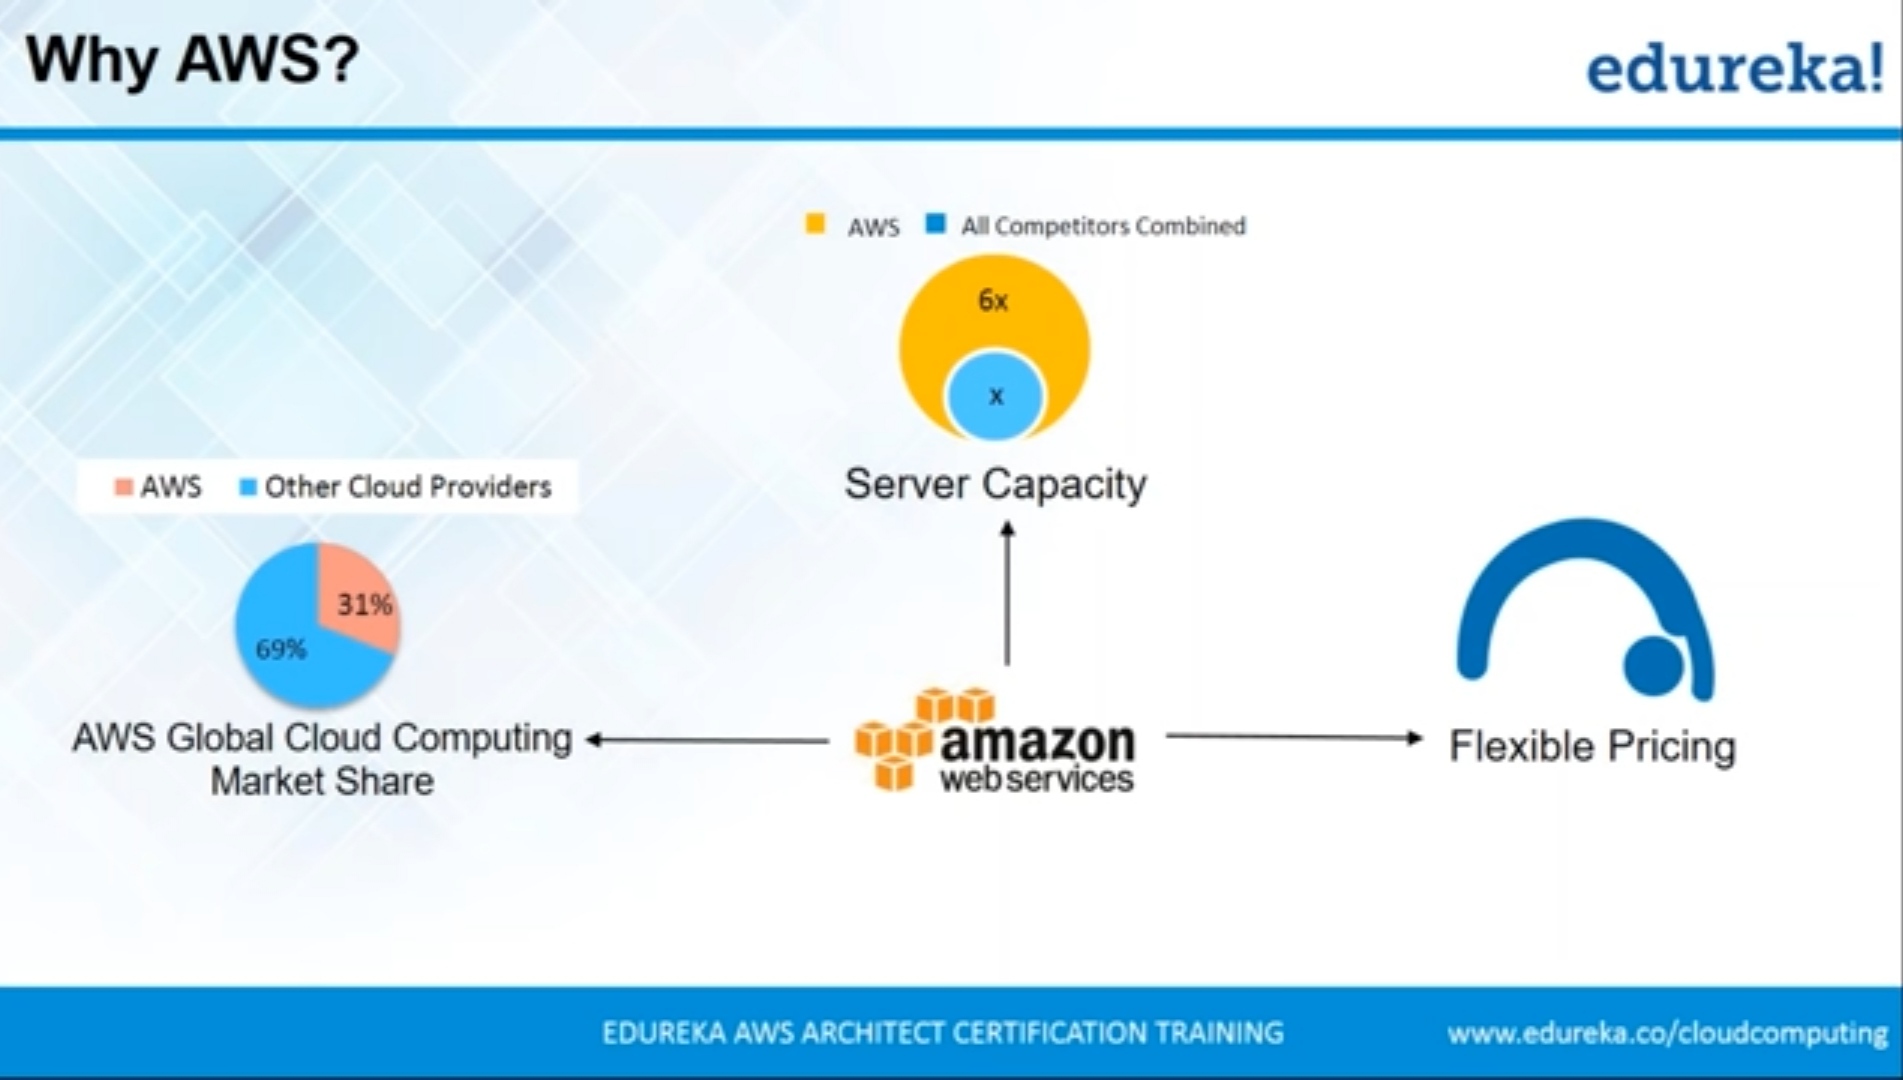 Why AWS?
edureka!
AWS All Competitors Combined
6x
x
Server Capacity
AWS Other Cloud Providers
31%
69%
AWS Global Cloud Computing
Market Share
amazon
web services
Flexible Pricing
EDUREKA AWS ARCHITECT CERTIFICATION TRAINING
www.edureka.co/cloudcomputing